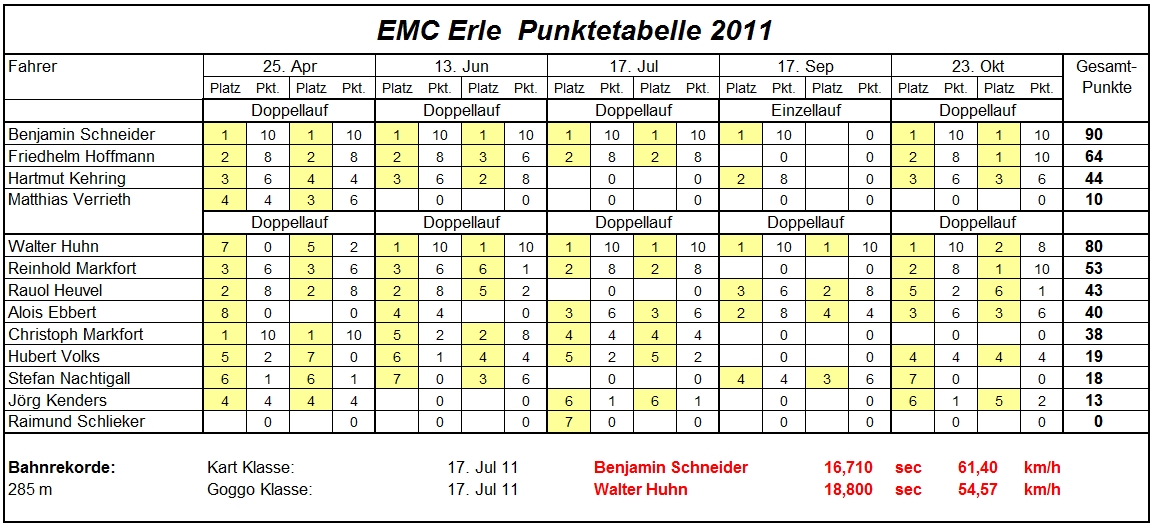 EMC Erle Punktetabelle 2011
Fahrer 25. Apr 13. Jun 17. Jul 17. Sep 23. Okt Gesamt-
Platz Pkt. Platz Pkt. Platz Pkt. Platz Pkt. Platz Pkt. Platz Pkt. Platz Pkt. Platz Pkt. Platz Pkt. Platz Pkt. Punkte
Doppellauf Doppellauf Doppellauf Einzellauf Doppellauf
Benjamin Schneider 1 10 1 10 1 10 1 10 1 10 1 10 1 10 0 1 10 1 10 90
Friedhelm Hoffmann 2 8 2 8 2 8 3 6 2 8 2 8 0 0 2 8 1 10 64
Hartmut Kehring 3 6 4 4 3 6 2 8 0 0 2 8 0 3 6 3 6 44
Matthias Verrieth 4 4 3 6 0 0 0 0 0 0 0 0 10
Doppellauf Doppellauf Doppellauf Doppellauf Doppellauf
Walter Huhn 7 0 5 2 1 10 1 10 1 10 1 10 1 10 1 10 1 10 2 8 80
Reinhold Markfort 3 6 3 6 3 6 6 1 2 8 2 8 0 0 2 8 1 10 53
Rauol Heuvel 2 8 2 8 2 8 5 2 0 0 3 6 2 8 5 2 6 1 43
Alois Ebbert 8 0 0 4 4 0 3 6 3 6 2 8 4 4 3 6 3 6 40
Christoph Markfort 1 10 1 10 5 2 2 8 4 4 4 4 0 0 0 0 38
Hubert Volks 5 2 7 0 6 1 4 4 5 2 5 2 0 0 4 4 4 4 19
Stefan Nachtigall 6 1 6 1 7 0 3 6 0 0 4 4 3 6 7 0 0 18
Jörg Kenders 4 4 4 4 0 0 6 1 6 1 0 0 6 1 5 2 13
Raimund Schlieker 0 0 0 0 7 0 0 0 0 0 0 0
Bahnrekorde: Kart Klasse: 17. Jul 11 Benjamin Schneider 16,710 sec 61,40 km/h
285 m Goggo Klasse: 17. Jul 11 Walter Huhn 18,800 sec 54,57 km/h